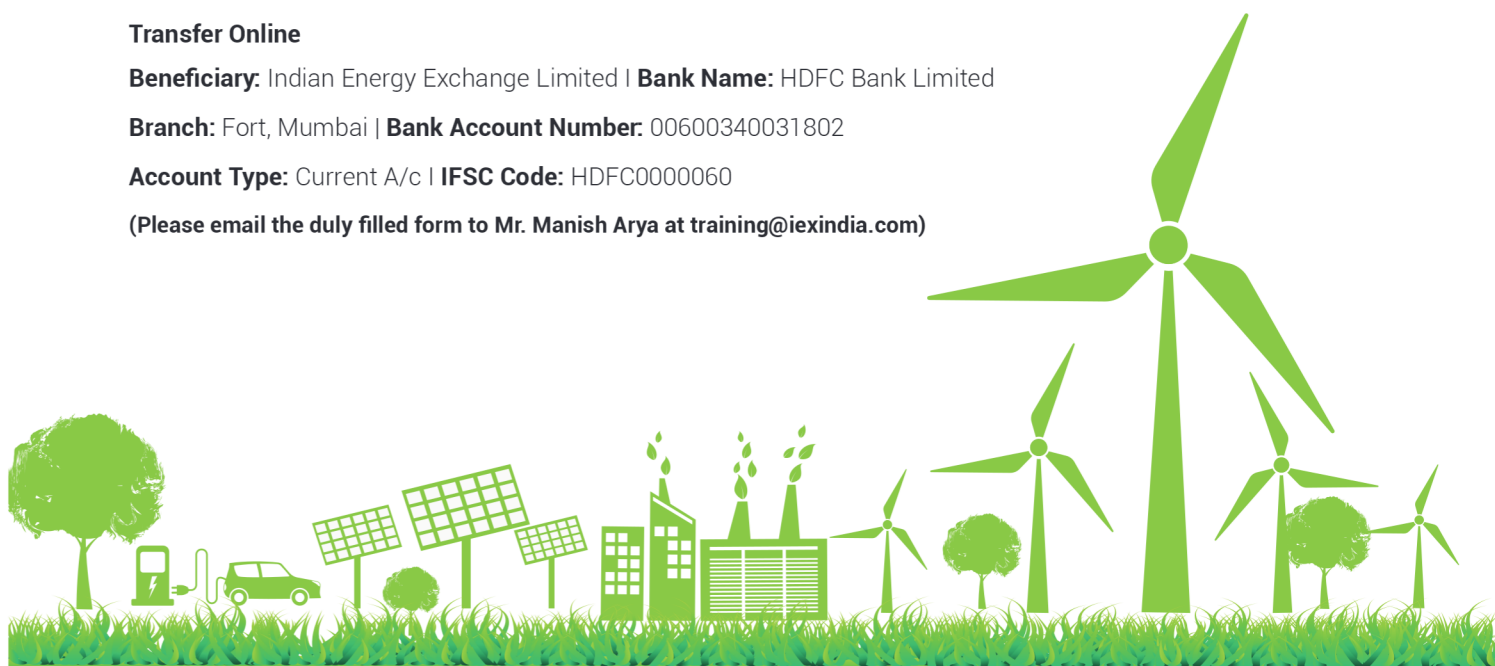 Transfer Online
Beneficiary: Indian Energy Exchange Limited I Bank Name: HDFC Bank Limited
Branch: Fort, Mumbai | Bank Account Number: 00600340031802
Account Type: Current A/c I IFSC Code: HDFC0000060
(Please email the duly filled form to Mr. Manish Arya at training@iexindia.com)